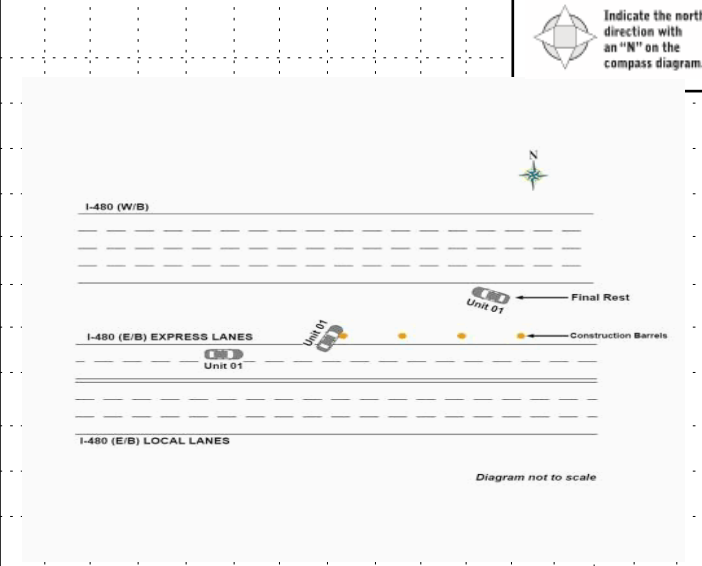 Indicate the north
direction with
an "N" on the
compass diagram.
N
I-480 (W/B)
Unit 01
Final Rest
Unit 01
I-480 (E/B) EXPRESS LANES
Construction Barrels
Unit 01
I-480 (E/B) LOCAL LANES
Diagram not to scale